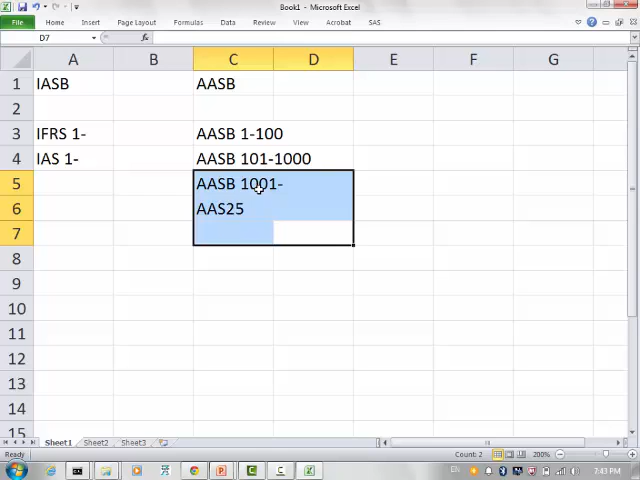 Book1 - Microsoft Excel
File Home Insert Page Layout Formulas Data Review View Acrobat SAS
D7 fx
A B C D E F G
1 IASB AASB
2
3 IFRS 1- AASB 1-100
4 IAS 1- AASB 101-1000
5 AASB 1001-
6 AAS25
7
8
9
10
11
12
13
14
15
Sheet1 Sheet2 Sheet3
Ready Count: 2 200%
EN 7:43 PM